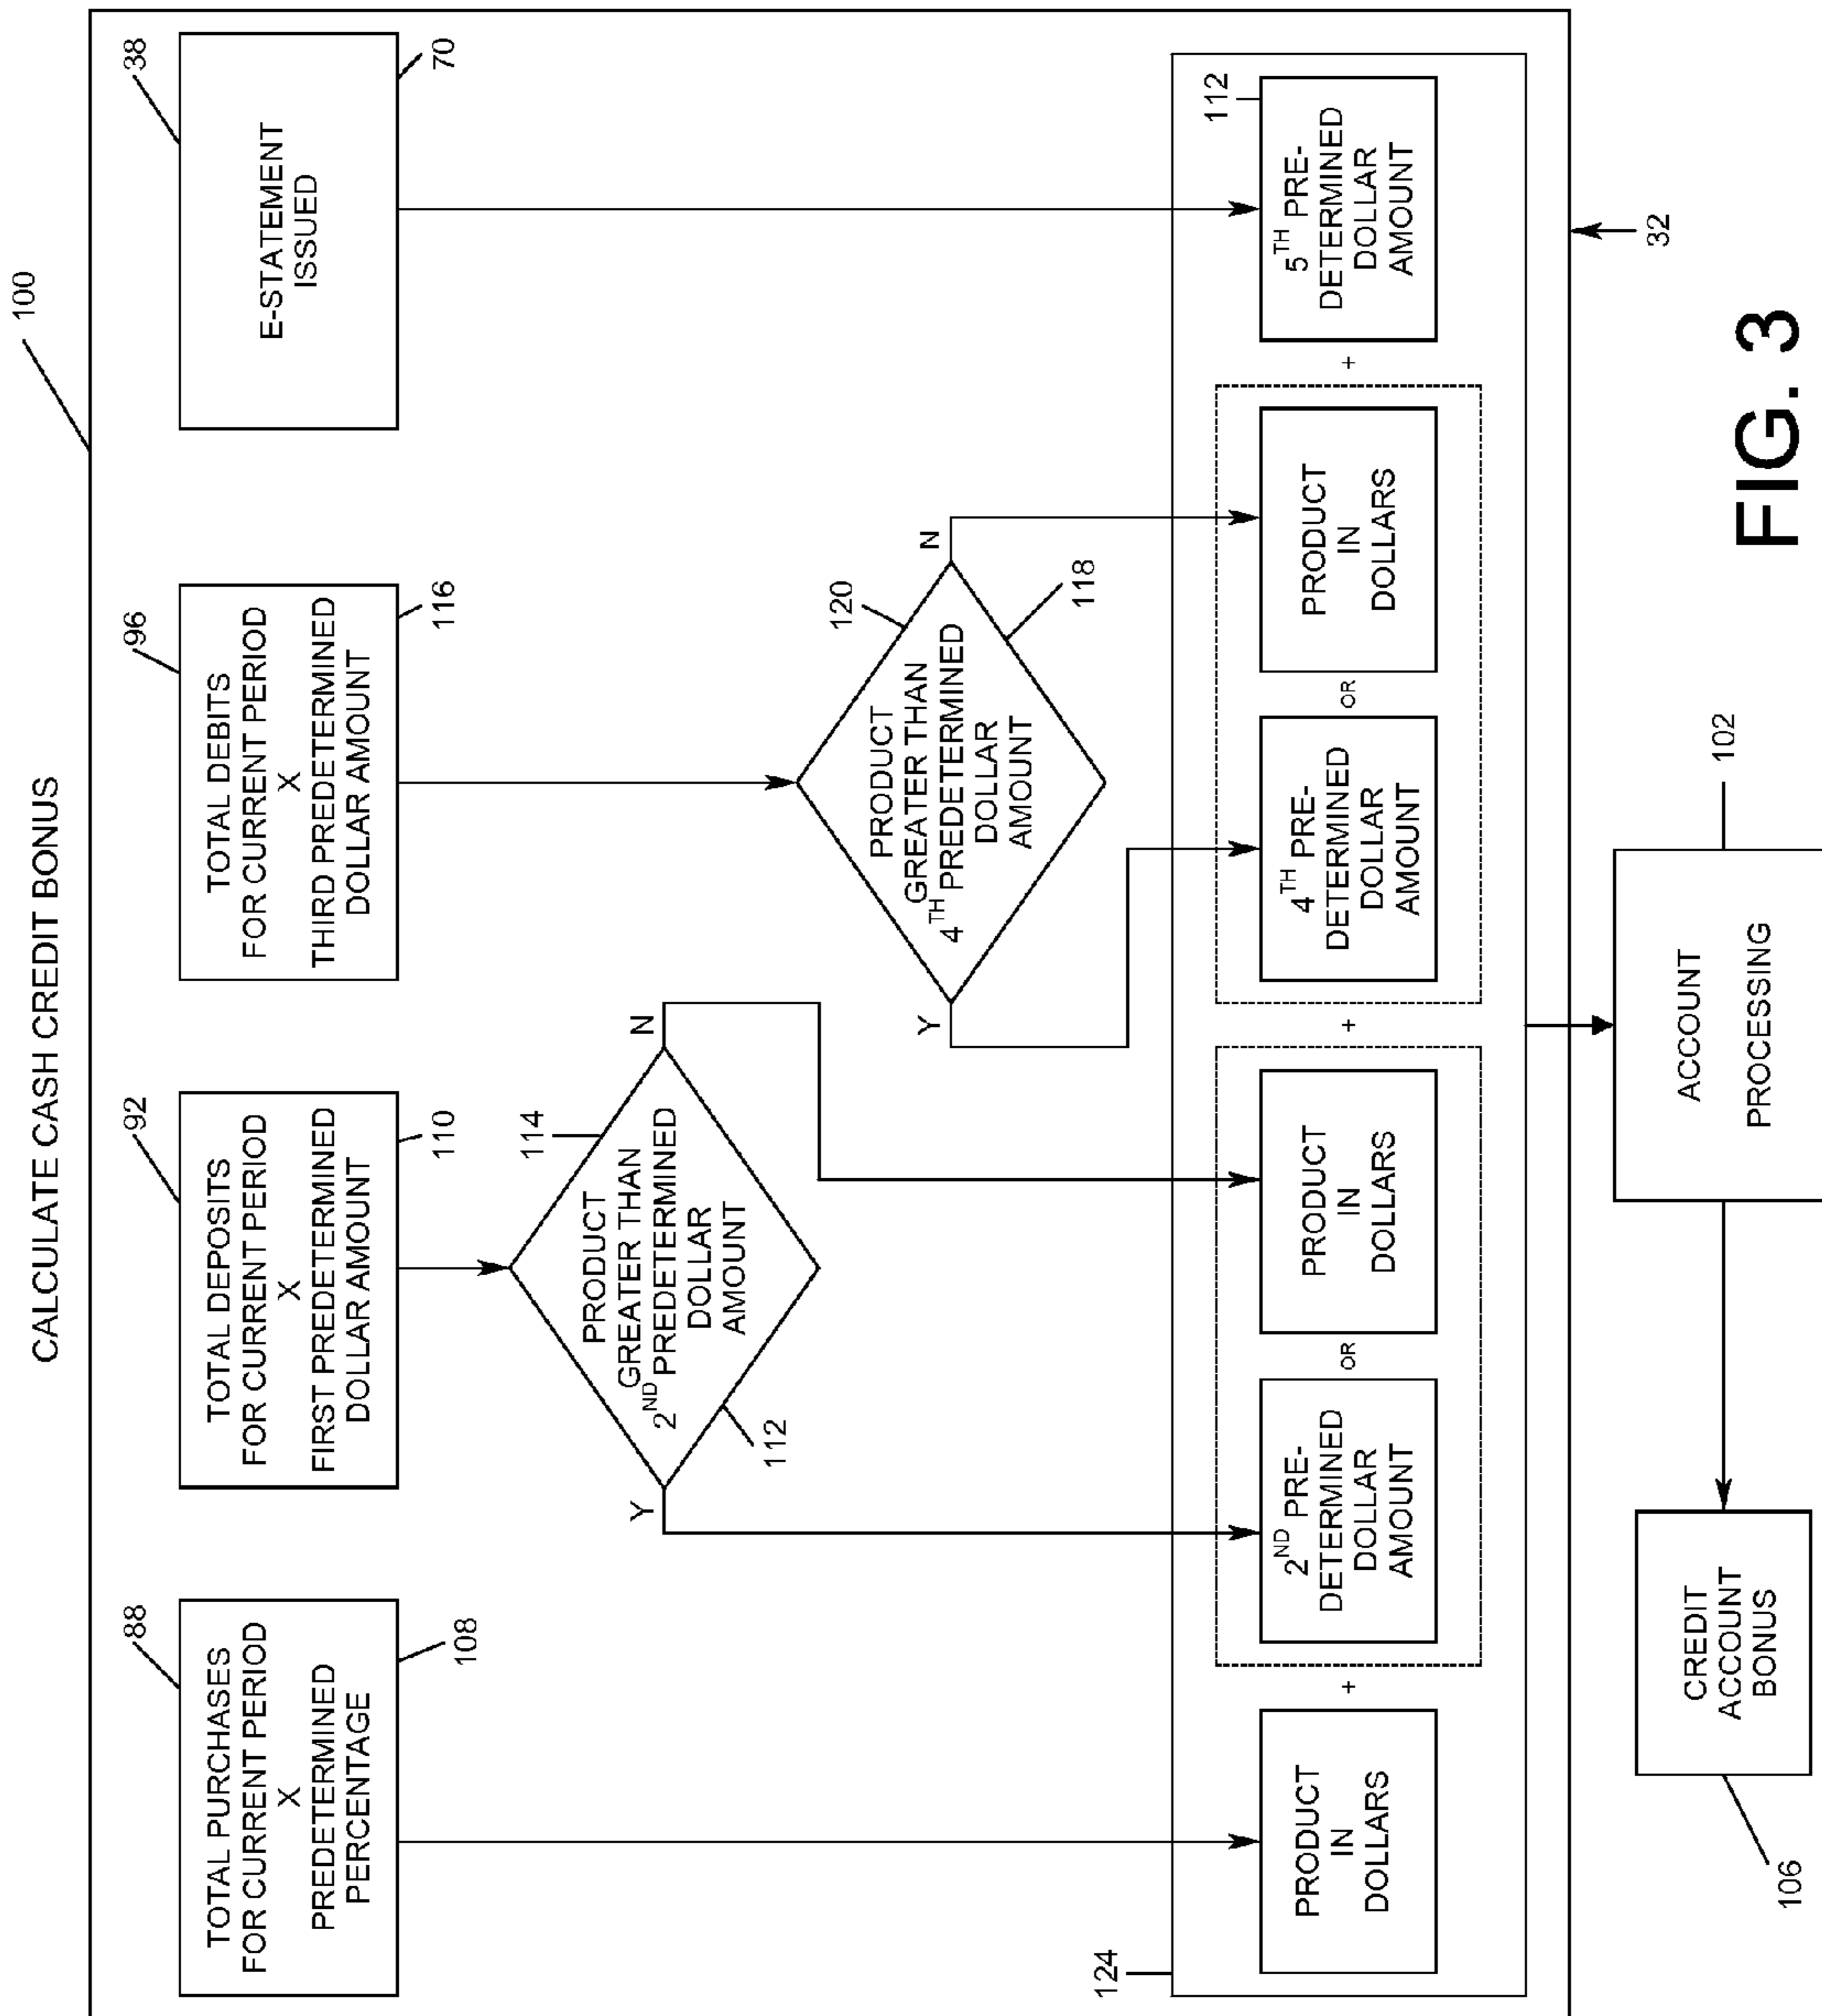 CALCULATE CASH CREDIT BONUS
100
88
TOTAL PURCHASES
FOR CURRENT PERIOD
X
PREDETERMINED
PERCENTAGE
108
92
TOTAL DEPOSITS
FOR CURRENT PERIOD
X
FIRST PREDETERMINED
DOLLAR AMOUNT
110
96
TOTAL DEBITS
FOR CURRENT PERIOD
X
THIRD PREDETERMINED
DOLLAR AMOUNT
116
38
E-STATEMENT
ISSUED
70
114
PRODUCT
GREATER THAN
2ND PREDETERMINED
DOLLAR
AMOUNT
Y
N
112
120
PRODUCT
GREATER THAN
4TH PREDETERMINED
DOLLAR
AMOUNT
Y
N
118
124
PRODUCT
IN
DOLLARS
+
2ND PRE-
DETERMINED
DOLLAR
AMOUNT
OR
PRODUCT
IN
DOLLARS
+
4TH PRE-
DETERMINED
DOLLAR
AMOUNT
OR
PRODUCT
IN
DOLLARS
+
5TH PRE-
DETERMINED
DOLLAR
AMOUNT
112
32
106
CREDIT
ACCOUNT
BONUS
ACCOUNT
PROCESSING
102
FIG. 3